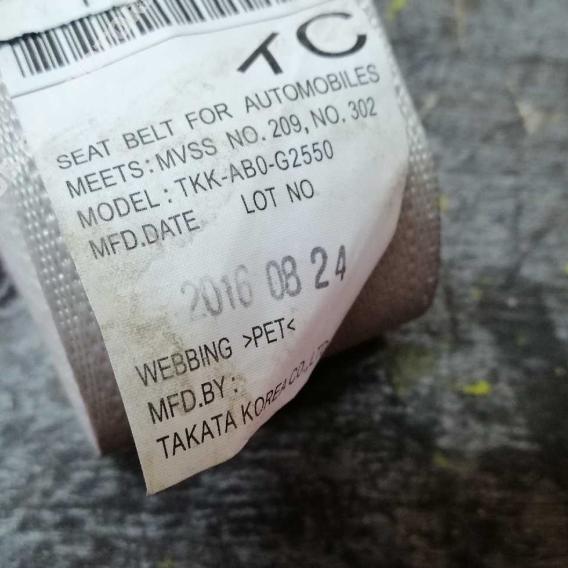 TC
SEAT BELT FOR AUTOMOBILES
MEETS: MVSS NO. 209, NO. 302
MODEL : TKK-AB0-G2550
MFD.DATE LOT NO
2016 08 24
WEBBING >PET<
MFD.BY :
TAKATA KOREA CO., LTD